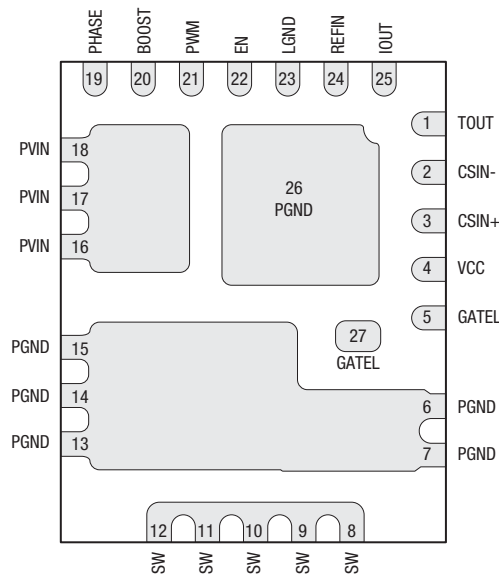 PHASE
BOOST
PWM
EN
LGND
REFIN
IOUT
19
20
21
22
23
24
25
1 TOUT
PVIN 18
2 CSIN-
PVIN 17
26
PGND
3 CSIN+
PVIN 16
4 VCC
5 GATEL
PGND 15
27
GATEL
PGND 14
6 PGND
PGND 13
7 PGND
12
11
10
9
8
SW
SW
SW
SW
SW